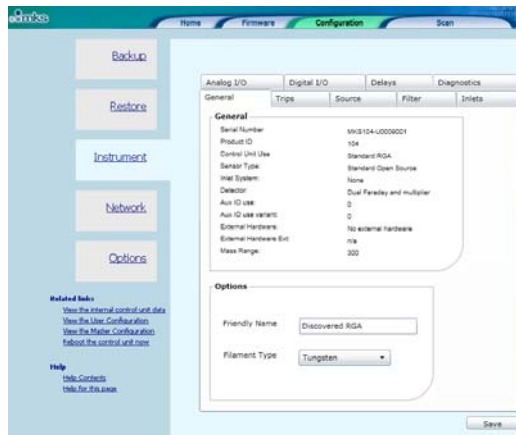 mks
Home Firmware Configuration Scan
Backup
Restore
Instrument
Network
Options
Related links
View the internal control unit data
View the User Configuration
View the Master Configuration
Reboot the control unit now
Help
Help Contents
Help for this page
Analog I/O Digital I/O Delays Diagnostics
General Trips Source Filter Inlets
General
Serial Number MKS104-U0009001
Product ID 104
Control Unit Use Standard RGA
Sensor Type: Standard Open Source
Inlet System: None
Detector Dual Faraday and multiplier
Aux IO use: 0
Aux IO use variant: 0
External Hardware: No external hardware
External Hardware Ext: n/a
Mass Range: 300
Options
Friendly Name Discovered RGA
Filament Type Tungsten
Save